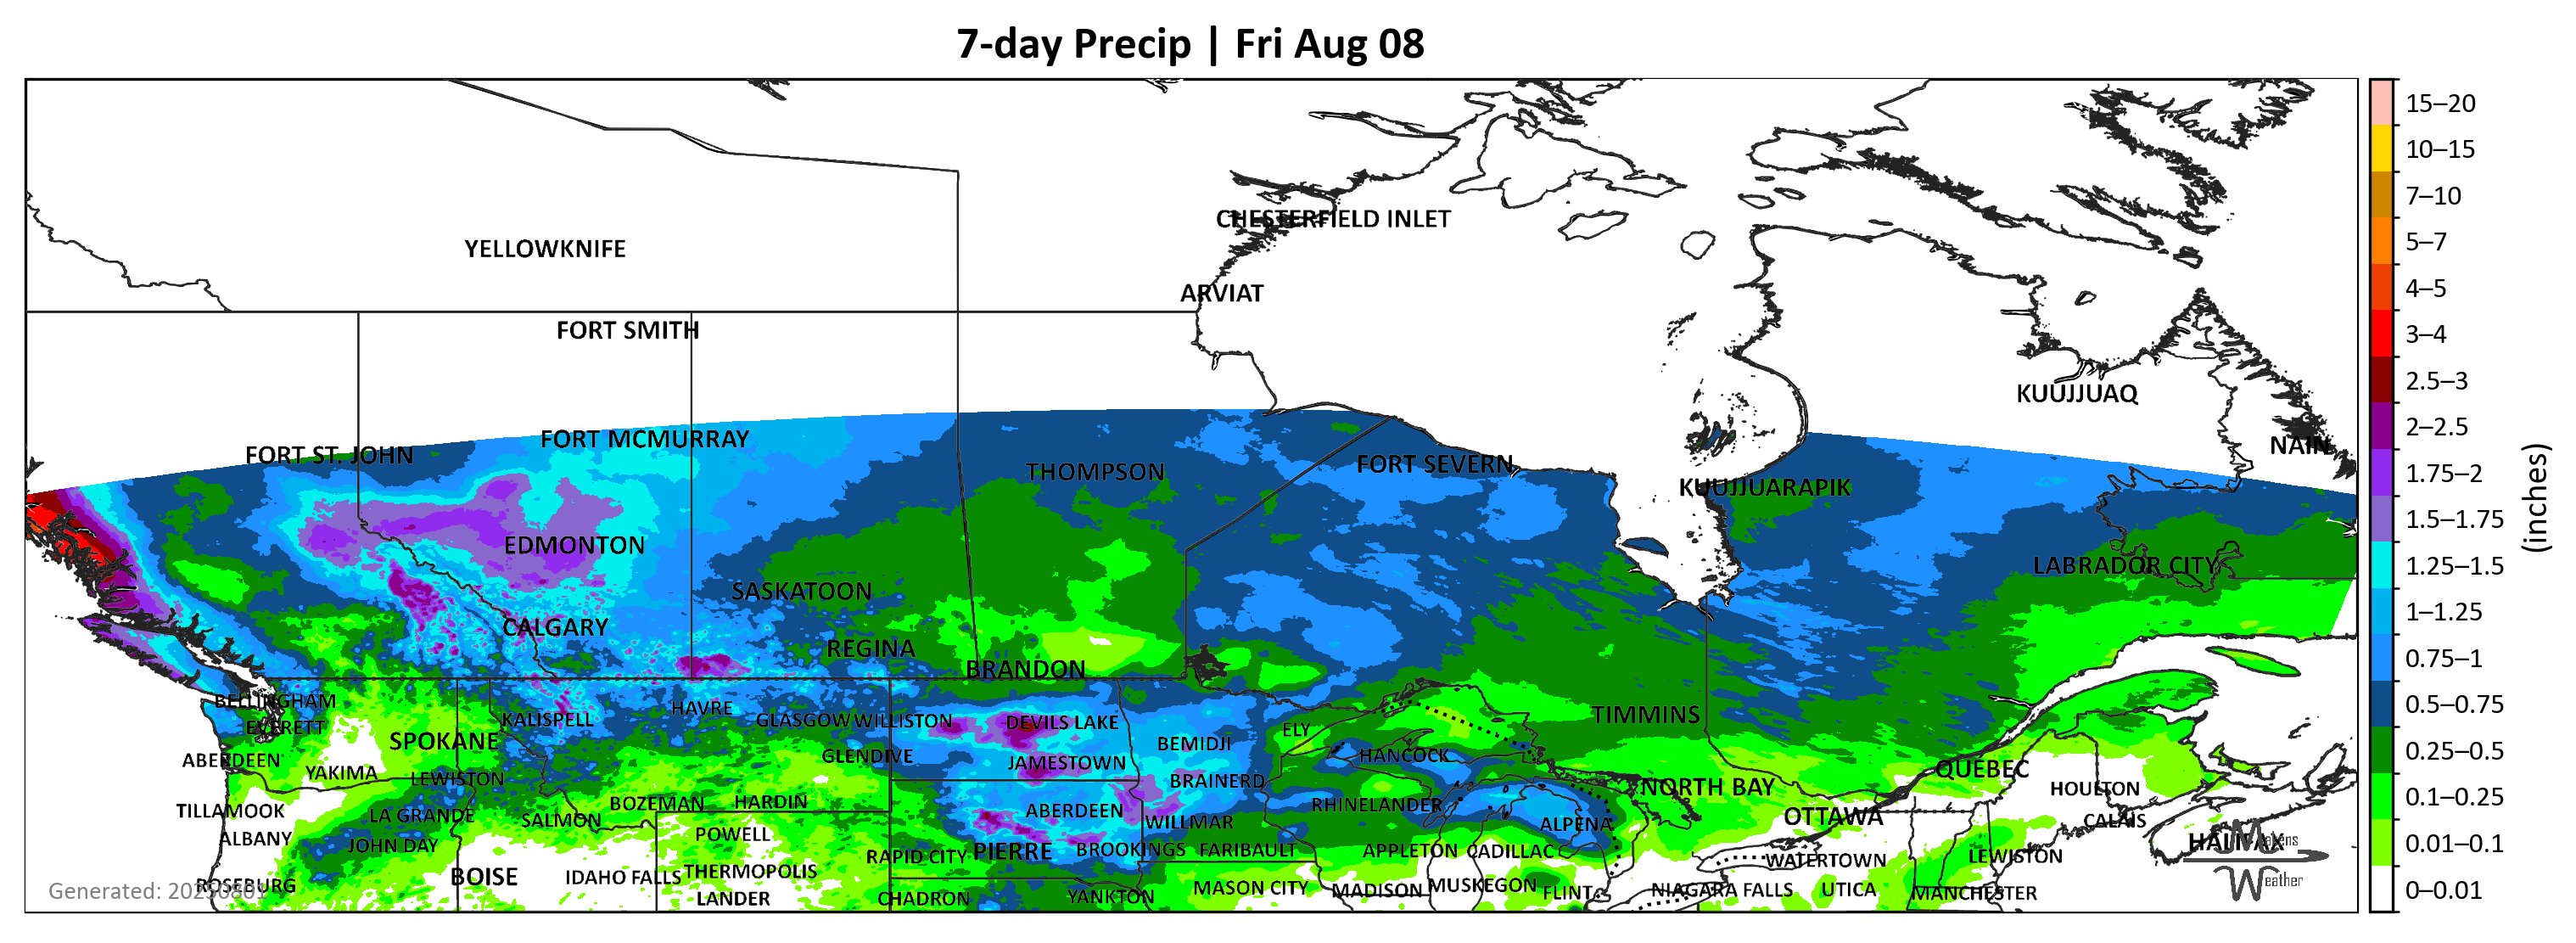 7-day Precip | Fri Aug 08
CHESTERFIELD INLET
YELLOWKNIFE
ARVIAT
FORT SMITH
KUUJJUAQ
FORT MCMURRAY
NAIN
FORT ST. JOHN
THOMPSON
FORT SEVERN
KUUJJUARAPIK
EDMONTON
LABRADOR CITY
SASKATOON
CALGARY
REGINA
BRANDON
BELLINGHAM
KALISPELL
HAVRE
GLASGOW
WILLISTON
DEVILS LAKE
TIMMINS
EVERETT
ELY
SPOKANE
BEMIDJI
ABERDEEN
GLENDIVE
JAMESTOWN
HANCOCK
QUEBEC
YAKIMA
LEWISTON
BRAINERD
NORTH BAY
HOULTON
TILLAMOOK
LA GRANDE
SALMON
BOZEMAN
HARDIN
ABERDEEN
WILLMAR
RHINELANDER
ALPENA
OTTAWA
CALAIS
ALBANY
JOHN DAY
POWELL
HALIFAX
RAPID CITY
PIERRE
BROOKINGS
FARIBAULT
APPLETON
CADILLAC
WATERTOWN
LEWISTON
BOISE
IDAHO FALLS
THERMOPOLIS
ROSEBURG
Generated: 20250801
LANDER
CHADRON
YANKTON
MASON CITY
MADISON
MUSKEGON
FLINT
NIAGARA FALLS
UTICA
MANCHESTER
Weather
15–20
10–15
7–10
5–7
4–5
3–4
2.5–3
2–2.5
1.75–2
1.5–1.75
1.25–1.5
1–1.25
0.75–1
0.5–0.75
0.25–0.5
0.1–0.25
0.01–0.1
0–0.01
(inches)